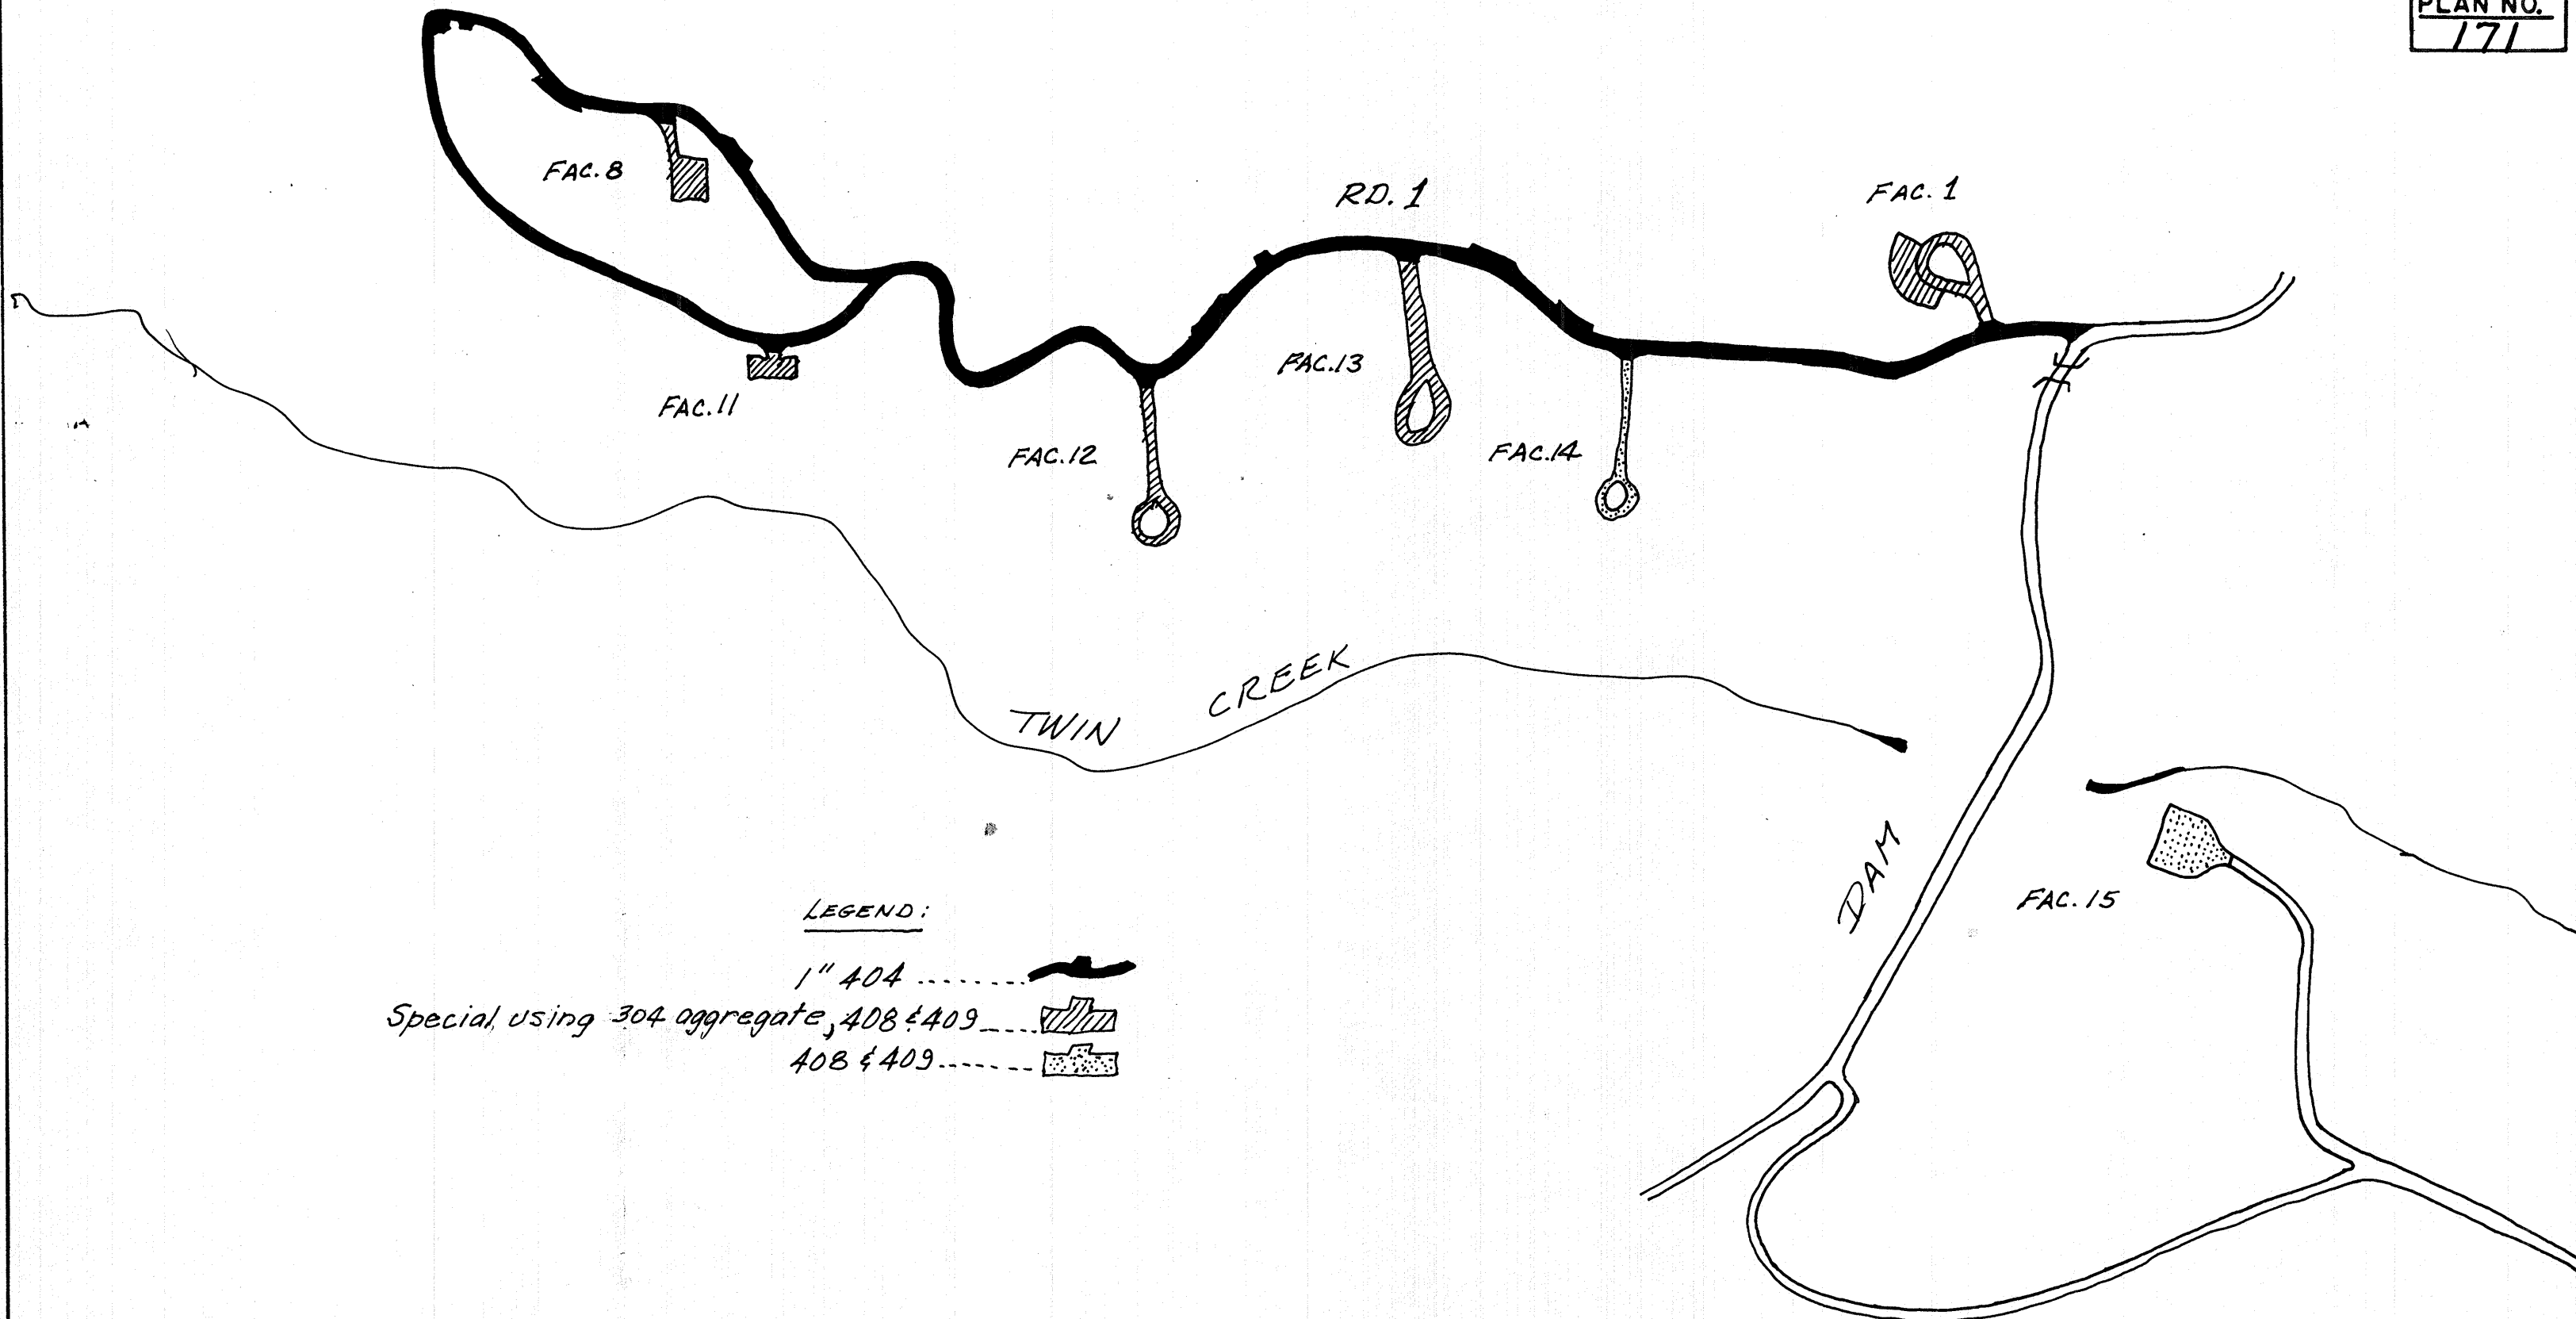 PLAN NO.
171
FAC. 8
RD. 1
FAC. 1
FAC. 11
FAC. 12
FAC. 13
FAC. 14
TWIN CREEK
DAM
FAC. 15
LEGEND:
1" 404 ........
Special, using 304 aggregate, 408 & 409 ....
408 & 409 .......